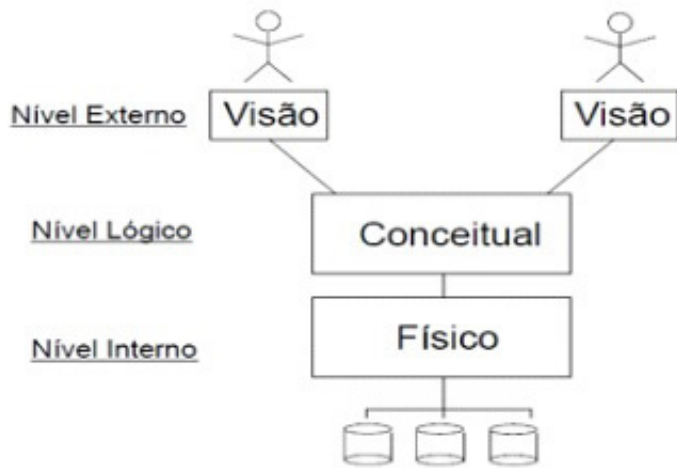 Nível Externo
Visão
Visão
Nível Lógico
Conceitual
Nível Interno
Físico